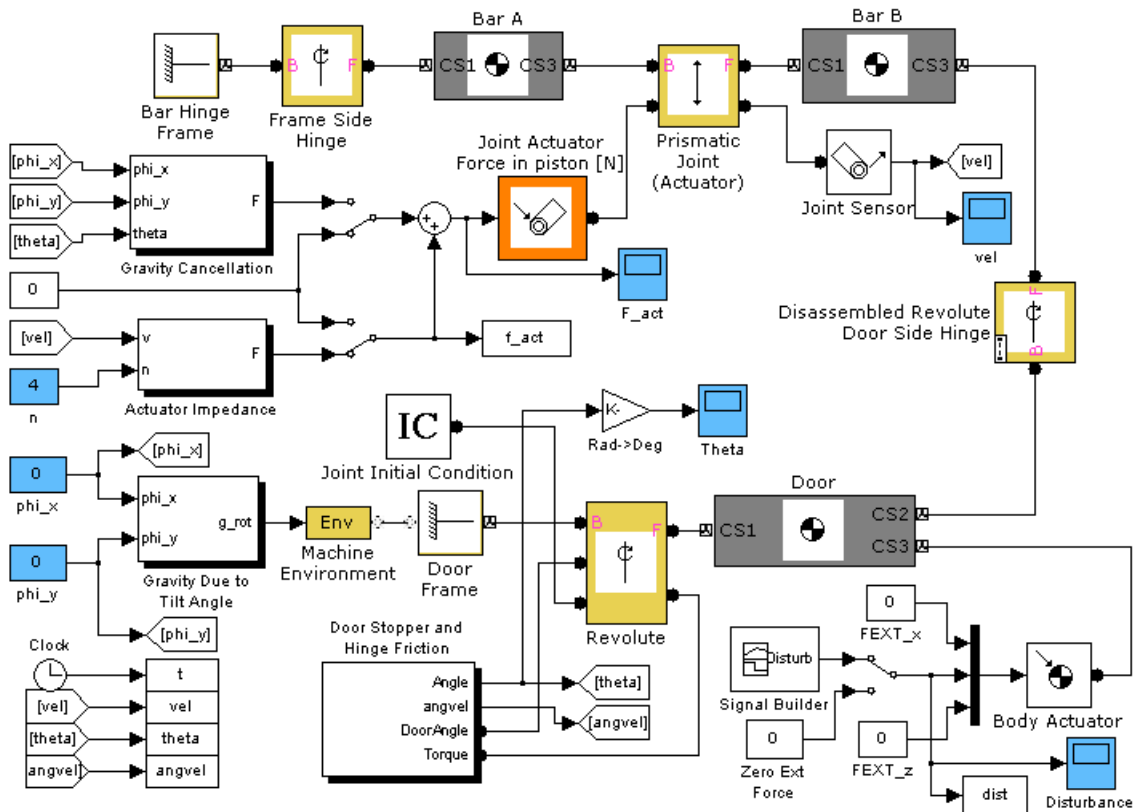 Bar A
Bar B
B
F
CS1
CS3
B
F
CS1
CS3
Bar Hinge
Frame
Frame Side
Hinge
Joint Actuator
Force in piston [N]
Prismatic
Joint
(Actuator)
Joint Sensor
[vel]
vel
[phi_x]
[phi_y]
[theta]
phi_x
phi_y
theta
F
Gravity Cancellation
0
+
+
F_act
f_act
[vel]
4
n
v
n
F
Actuator Impedance
F
B
Disassembled Revolute
Door Side Hinge
IC
Joint Initial Condition
K-
Rad->Deg
Theta
[phi_x]
0
phi_x
0
phi_y
phi_x
phi_y
g_rot
Gravity Due to
Tilt Angle
[phi_y]
Env
Machine
Environment
Door
Frame
B
F
Revolute
Door
CS1
CS2
CS3
Clock
[vel]
[theta]
angvel]
t
vel
theta
angvel
Door Stopper and
Hinge Friction
Angle
angvel
DoorAngle
Torque
[theta]
[angvel]
Disturb
Signal Builder
0
Zero Ext
Force
0
FEXT_x
0
FEXT_z
Body Actuator
Disturbance
dist